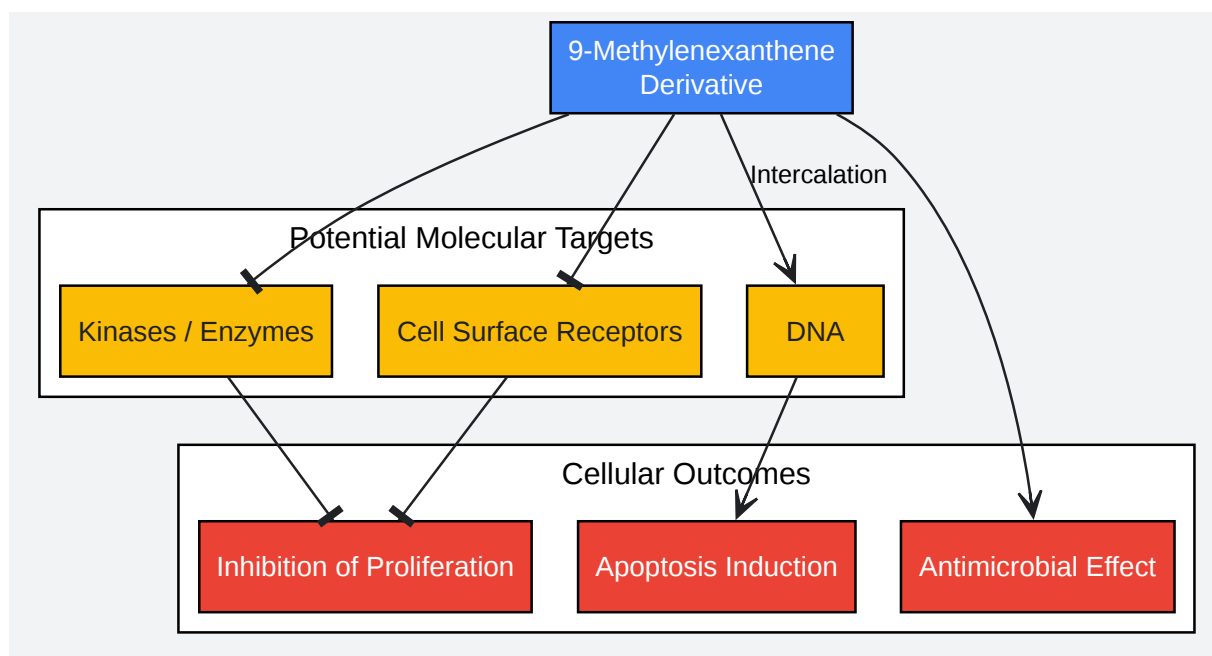 9-Methylenexanthene
Derivative
Intercalation
Potential Molecular Targets
Kinases / Enzymes
Cell Surface Receptors
DNA
Cellular Outcomes
Inhibition of Proliferation
Apoptosis Induction
Antimicrobial Effect